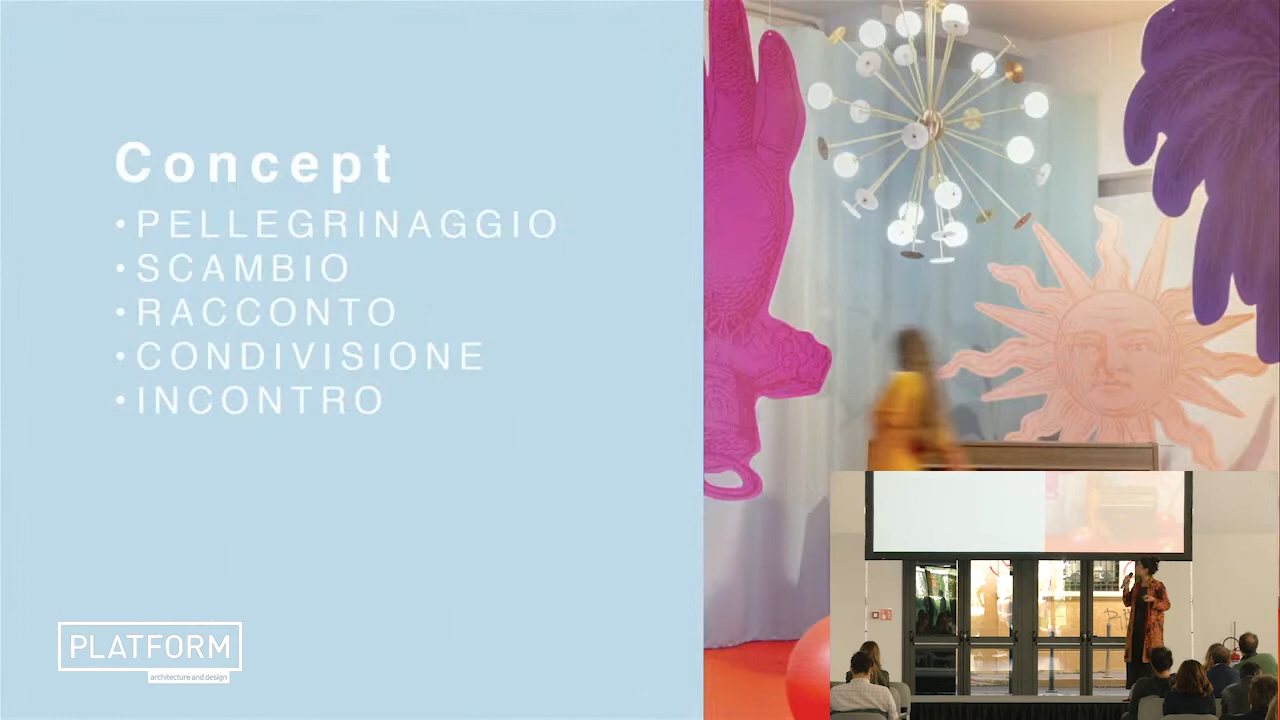 Concept
• PELLEGRINAGGIO
• SCAMBIO
• RACCONTO
• CONDIVISIONE
• INCONTRO
PLATFORM
architecture and design